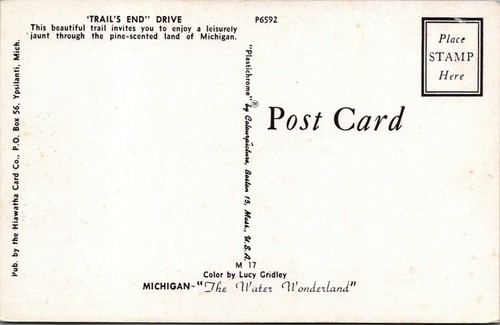 'TRAIL'S END" DRIVE
This beautiful trail invites you to enjoy a leisurely
jaunt through the pine-scented land of Michigan.
P6592
Place
STAMP
Here
Post Card
"Plastichrome"® by Colourpicture, Boston 15, Mass., U.S.A.
Pub. by the Hiawatha Card Co., P.O. Box 56, Ypsilanti, Mich.
M 17
Color by Lucy Gridley
MICHIGAN-"The Water Wonderland"